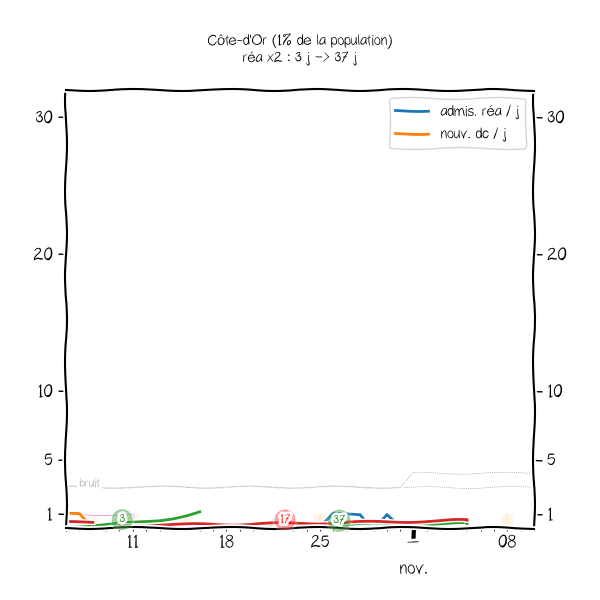 Côte-d'Or (1% de la population)
réa x2 : 3 j -> 37 j
admis. réa / j
nouv. dc / j
30
30
20
20
10
10
5
5
bruit
1
1
3
17
37
11
18
25
08
nov.